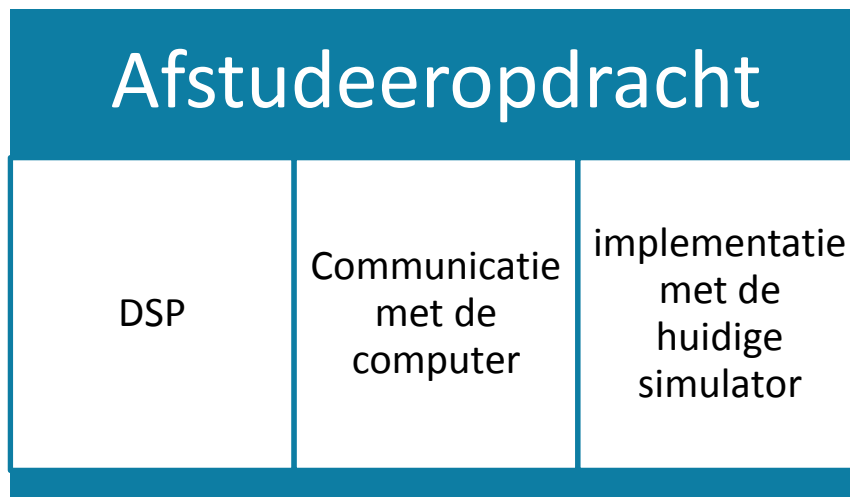 Afstudeeropdracht
DSP
Communicatie
met de
computer
implementatie
met de
huidige
simulator